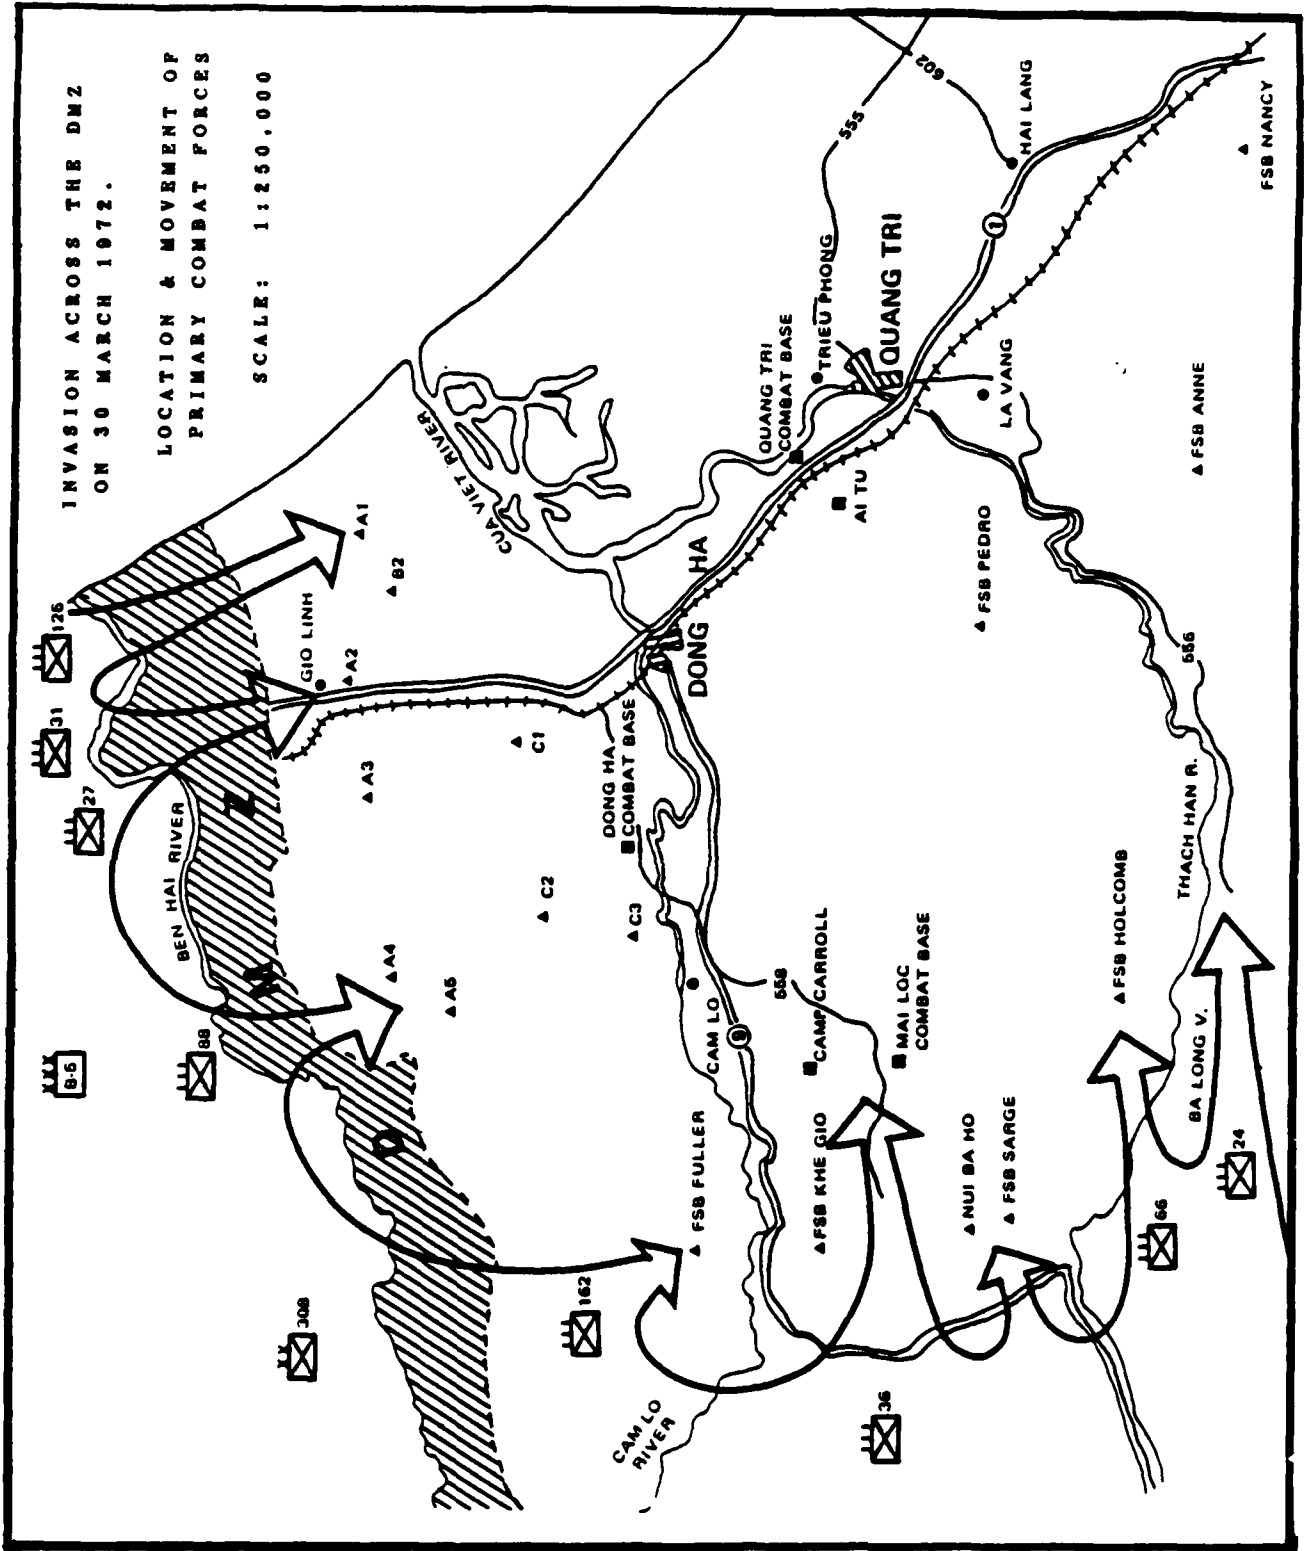 INVASION ACROSS THE DMZ
ON 30 MARCH 1972.
LOCATION & MOVEMENT OF
PRIMARY COMBAT FORCES
SCALE: 1:250,000
126
31
27
B-5
88
308
162
36
66
24
BEN HAI RIVER
D M Z
GIO LINH
A1
B2
A2
A3
A4
A5
C1
C2
C3
CUA VIET RIVER
DONG HA
DONG HA
COMBAT BASE
QUANG TRI
COMBAT BASE
TRIEU PHONG
QUANG TRI
AI TU
LA VANG
HAI LANG
555
602
1
FSB NANCY
FSB ANNE
FSB PEDRO
556
THACH HAN R.
CAM LO
9
558
CAMP CARROLL
MAI LOC
COMBAT BASE
FSB FULLER
FSB KHE GIO
NUI BA HO
FSB SARGE
FSB HOLCOMB
BA LONG V.
CAM LO
RIVER